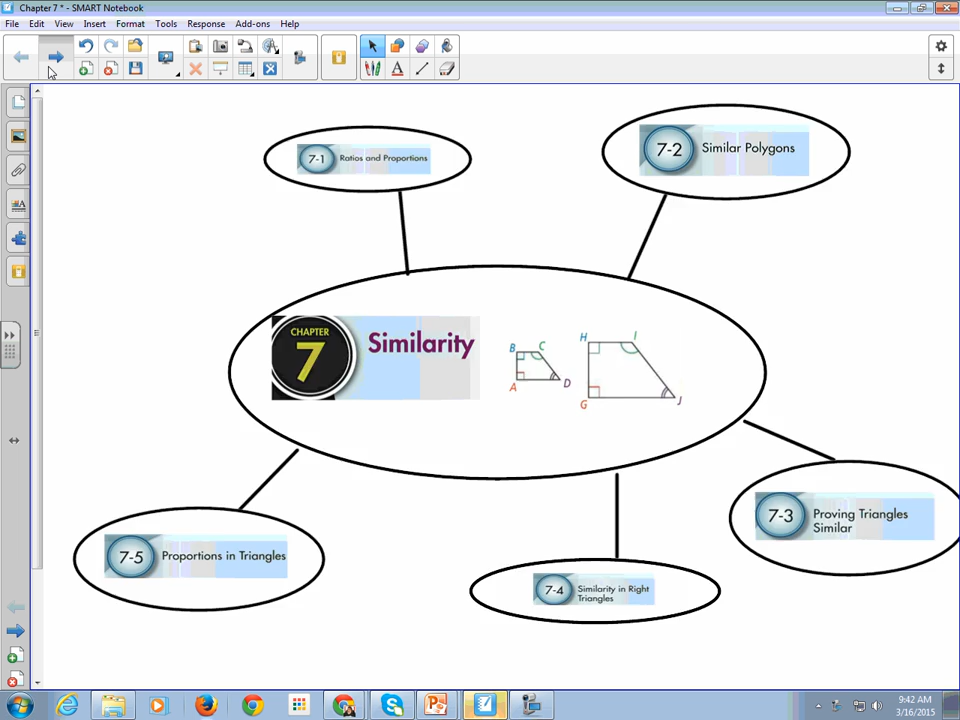 Chapter 7 * - SMART Notebook
File Edit View Insert Format Tools Response Add-ons Help
7-1 Ratios and Proportions
7-2 Similar Polygons
CHAPTER
7
Similarity
B C
A D
H I
G J
7-3 Proving Triangles
Similar
7-5 Proportions in Triangles
7-4 Similarity in Right
Triangles
9:42 AM
3/16/2015